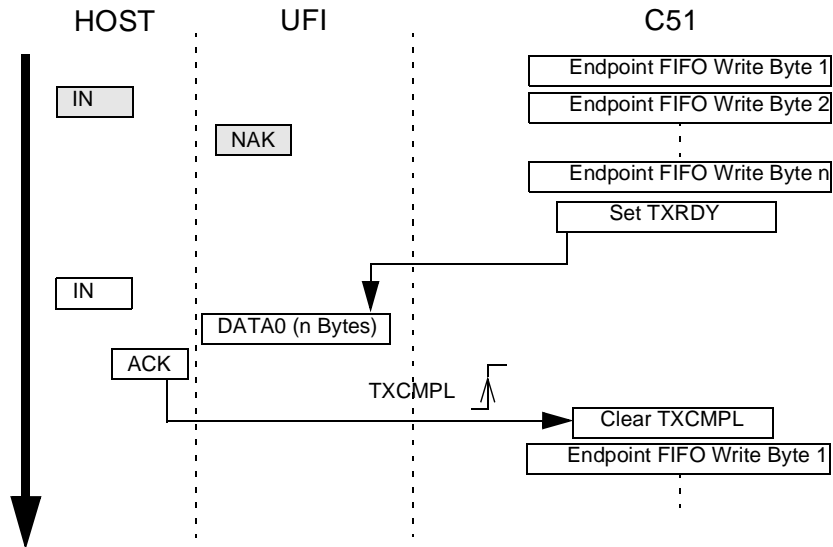 HOST UFI C51
Endpoint FIFO Write Byte 1
IN
Endpoint FIFO Write Byte 2
NAK
Endpoint FIFO Write Byte n
Set TXRDY
IN
DATA0 (n Bytes)
ACK
TXCMPL
Clear TXCMPL
Endpoint FIFO Write Byte 1